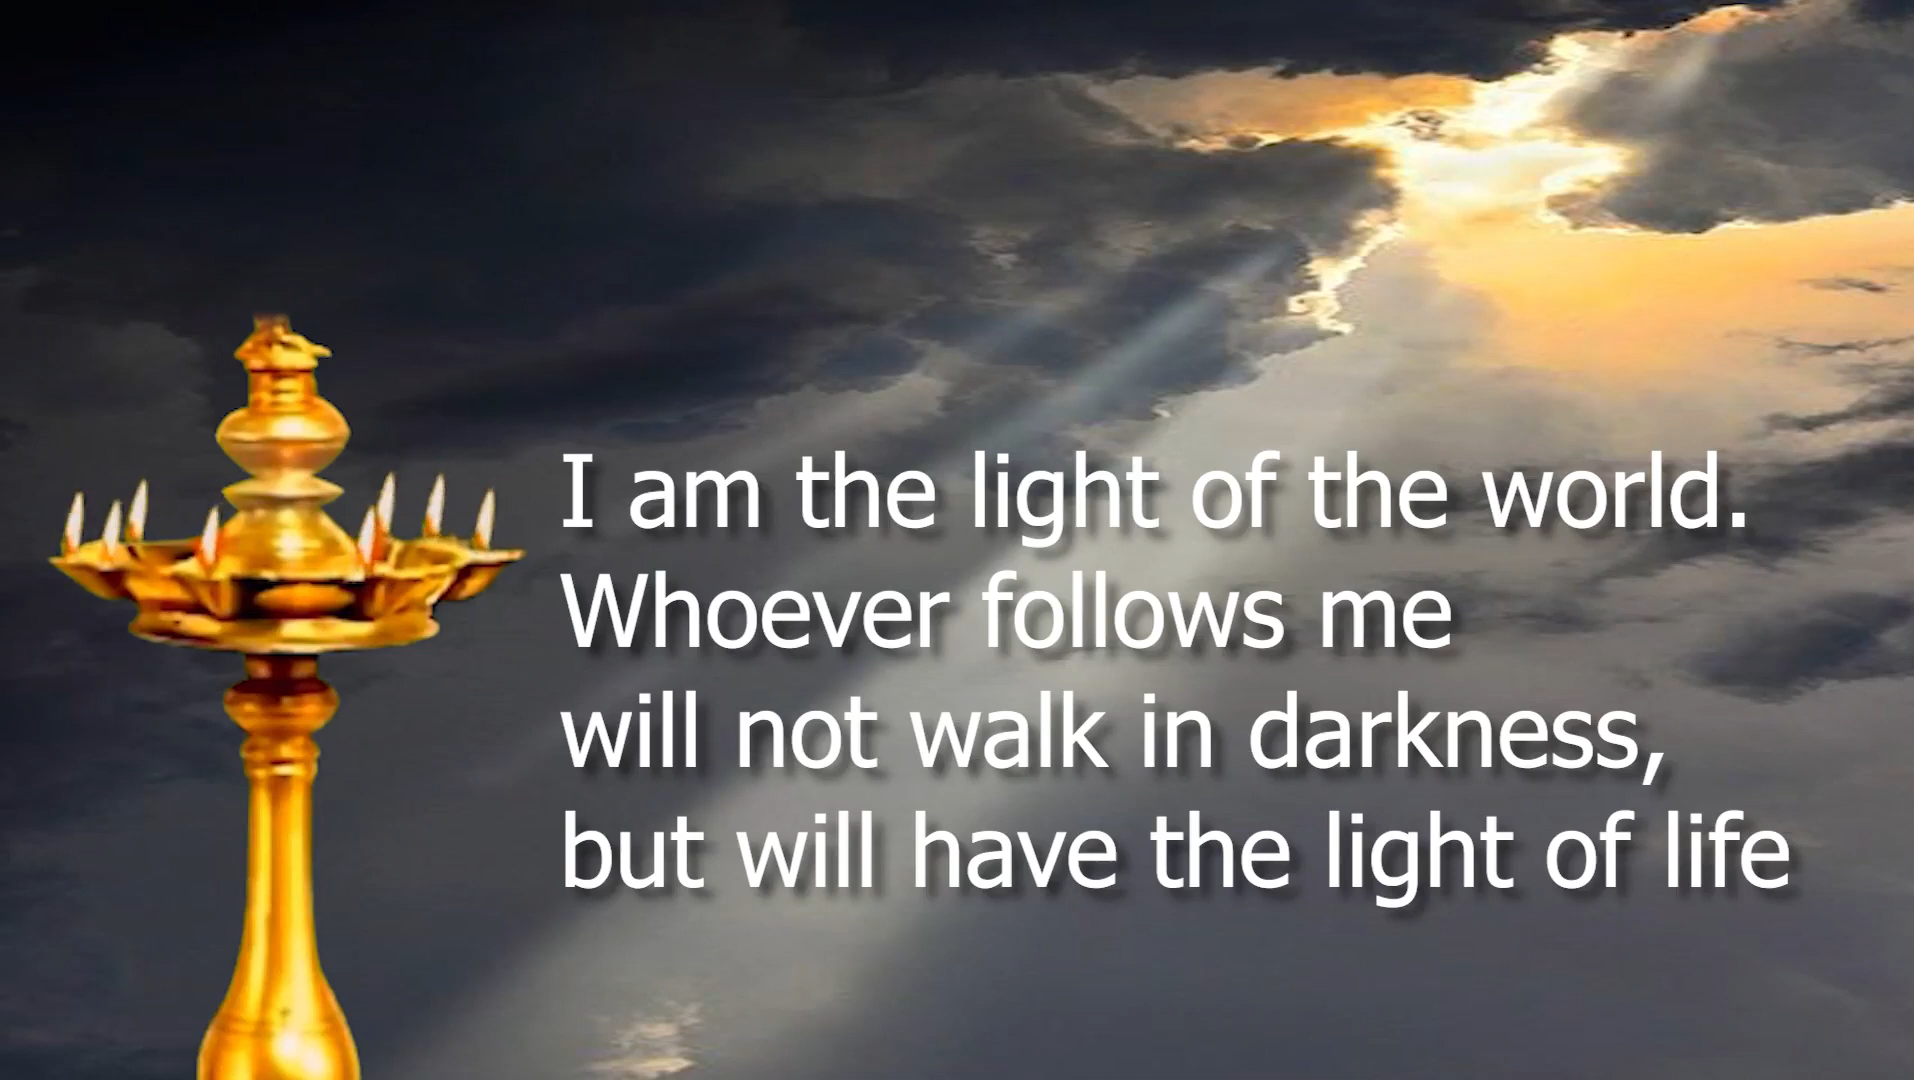 I am the light of the world.
Whoever follows me
will not walk in darkness,
but will have the light of life